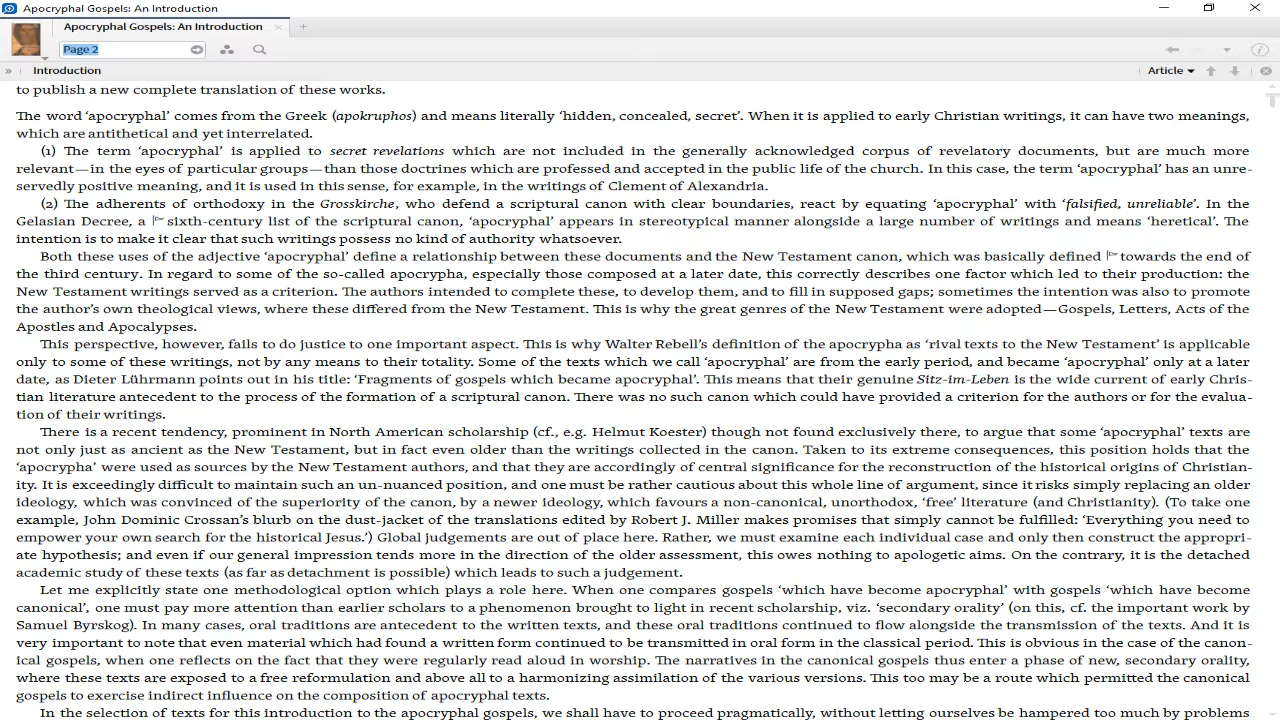 Apocryphal Gospels: An Introduction
Apocryphal Gospels: An Introduction
Page 2
Introduction
Article
to publish a new complete translation of these works.
The word ‘apocryphal’ comes from the Greek (apokruphos) and means literally ‘hidden, concealed, secret’. When it is applied to early Christian writings, it can have two meanings,
which are antithetical and yet interrelated.
(1) The term ‘apocryphal’ is applied to secret revelations which are not included in the generally acknowledged corpus of revelatory documents, but are much more
relevant—in the eyes of particular groups—than those doctrines which are professed and accepted in the public life of the church. In this case, the term ‘apocryphal’ has an unre-
servedly positive meaning, and it is used in this sense, for example, in the writings of Clement of Alexandria.
(2) The adherents of orthodoxy in the Grosskirche, who defend a scriptural canon with clear boundaries, react by equating ‘apocryphal’ with ‘falsified, unreliable’. In the
Gelasian Decree, a sixth-century list of the scriptural canon, ‘apocryphal’ appears in stereotypical manner alongside a large number of writings and means ‘heretical’. The
intention is to make it clear that such writings possess no kind of authority whatsoever.
Both these uses of the adjective ‘apocryphal’ define a relationship between these documents and the New Testament canon, which was basically defined towards the end of
the third century. In regard to some of the so-called apocrypha, especially those composed at a later date, this correctly describes one factor which led to their production: the
New Testament writings served as a criterion. The authors intended to complete these, to develop them, and to fill in supposed gaps; sometimes the intention was also to promote
the author’s own theological views, where these differed from the New Testament. This is why the great genres of the New Testament were adopted—Gospels, Letters, Acts of the
Apostles and Apocalypses.
This perspective, however, fails to do justice to one important aspect. This is why Walter Rebell’s definition of the apocrypha as ‘rival texts to the New Testament’ is applicable
only to some of these writings, not by any means to their totality. Some of the texts which we call ‘apocryphal’ are from the early period, and became ‘apocryphal’ only at a later
date, as Dieter Lührmann points out in his title: ‘Fragments of gospels which became apocryphal’. This means that their genuine Sitz-im-Leben is the wide current of early Chris-
tian literature antecedent to the process of the formation of a scriptural canon. There was no such canon which could have provided a criterion for the authors or for the evalua-
tion of their writings.
There is a recent tendency, prominent in North American scholarship (cf., e.g. Helmut Koester) though not found exclusively there, to argue that some ‘apocryphal’ texts are
not only just as ancient as the New Testament, but in fact even older than the writings collected in the canon. Taken to its extreme consequences, this position holds that the
‘apocrypha’ were used as sources by the New Testament authors, and that they are accordingly of central significance for the reconstruction of the historical origins of Christian-
ity. It is exceedingly difficult to maintain such an un-nuanced position, and one must be rather cautious about this whole line of argument, since it risks simply replacing an older
ideology, which was convinced of the superiority of the canon, by a newer ideology, which favours a non-canonical, unorthodox, ‘free’ literature (and Christianity). (To take one
example, John Dominic Crossan’s blurb on the dust-jacket of the translations edited by Robert J. Miller makes promises that simply cannot be fulfilled: ‘Everything you need to
empower your own search for the historical Jesus.’) Global judgements are out of place here. Rather, we must examine each individual case and only then construct the appropri-
ate hypothesis; and even if our general impression tends more in the direction of the older assessment, this owes nothing to apologetic aims. On the contrary, it is the detached
academic study of these texts (as far as detachment is possible) which leads to such a judgement.
Let me explicitly state one methodological option which plays a role here. When one compares gospels ‘which have become apocryphal’ with gospels ‘which have become
canonical’, one must pay more attention than earlier scholars to a phenomenon brought to light in recent scholarship, viz. ‘secondary orality’ (on this, cf. the important work by
Samuel Byrskog). In many cases, oral traditions are antecedent to the written texts, and these oral traditions continued to flow alongside the transmission of the texts. And it is
very important to note that even material which had found a written form continued to be transmitted in oral form in the classical period. This is obvious in the case of the canon-
ical gospels, when one reflects on the fact that they were regularly read aloud in worship. The narratives in the canonical gospels thus enter a phase of new, secondary orality,
where these texts are exposed to a free reformulation and above all to a harmonizing assimilation of the various versions. This too may be a route which permitted the canonical
gospels to exercise indirect influence on the composition of apocryphal texts.
In the selection of texts for this introduction to the apocryphal gospels, we shall have to proceed pragmatically, without letting ourselves be hampered too much by problems